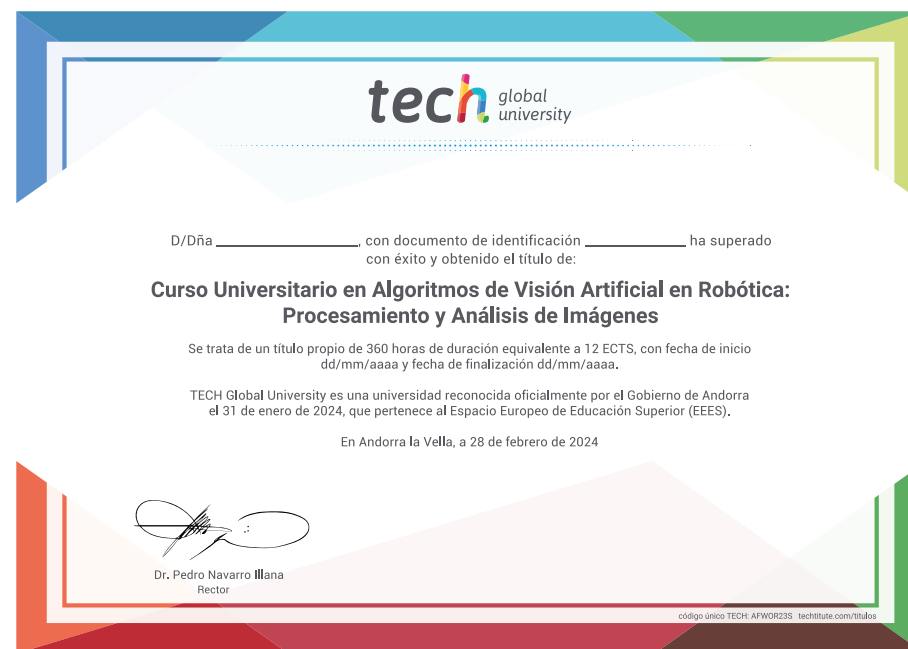 tech global university
D/Dña ______________, con documento de identificación __________ ha superado
con éxito y obtenido el título de:
Curso Universitario en Algoritmos de Visión Artificial en Robótica:
Procesamiento y Análisis de Imágenes
Se trata de un título propio de 360 horas de duración equivalente a 12 ECTS, con fecha de inicio
dd/mm/aaaa y fecha de finalización dd/mm/aaaa.
TECH Global University es una universidad reconocida oficialmente por el Gobierno de Andorra
el 31 de enero de 2024, que pertenece al Espacio Europeo de Educación Superior (EEES).
En Andorra la Vella, a 28 de febrero de 2024
Dr. Pedro Navarro Illana
Rector
código único TECH: AFWOR23S techtitute.com/titulos